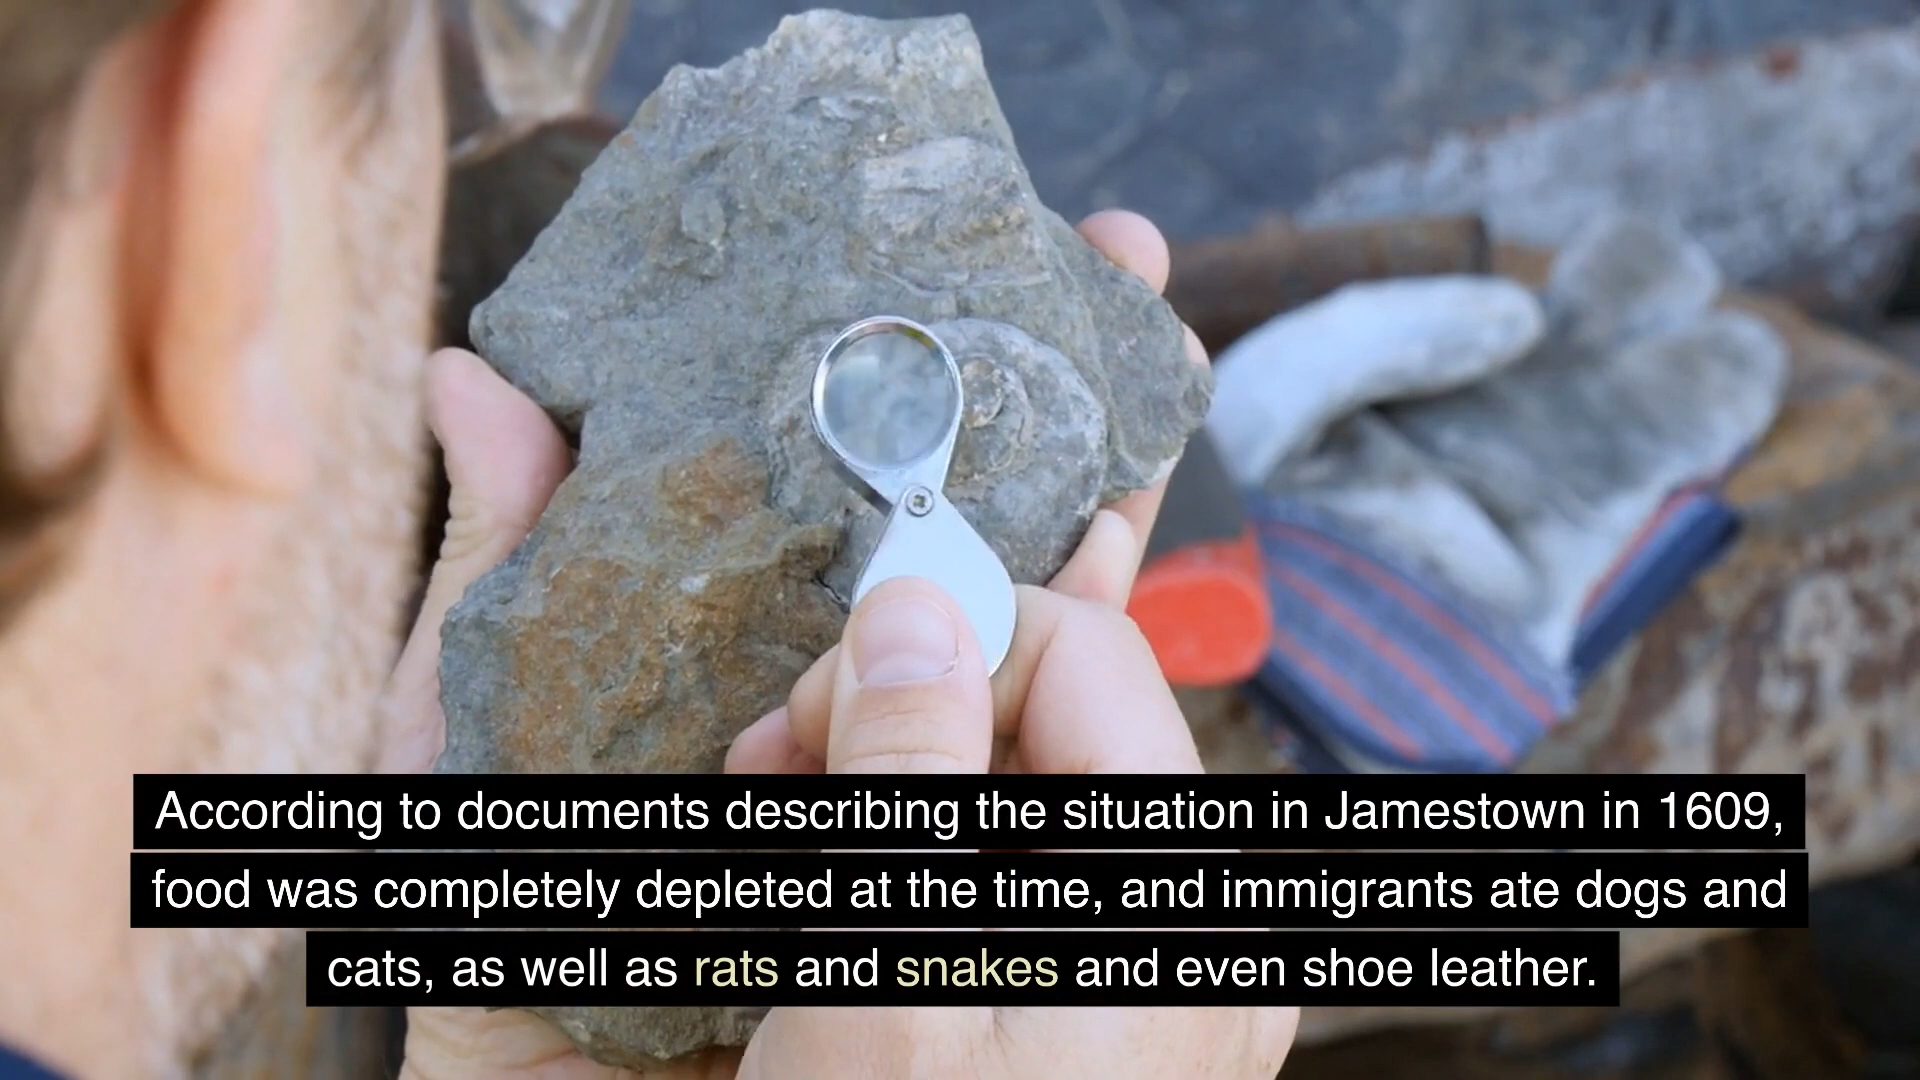 According to documents describing the situation in Jamestown in 1609,
food was completely depleted at the time, and immigrants ate dogs and
cats, as well as rats and snakes and even shoe leather.